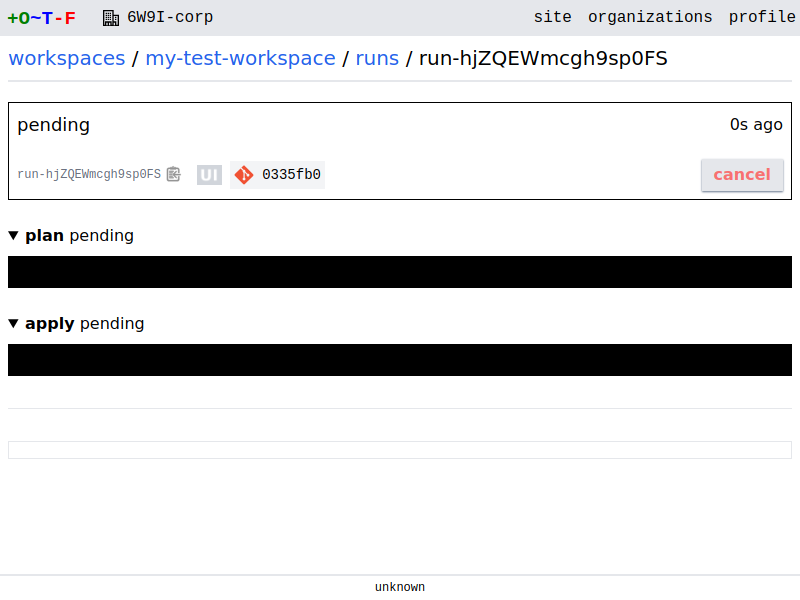 +O~T-F 6W9I-corp site organizations profile
workspaces / my-test-workspace / runs / run-hjZQEWmcgh9sp0FS
pending 0s ago
run-hjZQEWmcgh9sp0FS UI 0335fb0 cancel
plan pending
apply pending
unknown